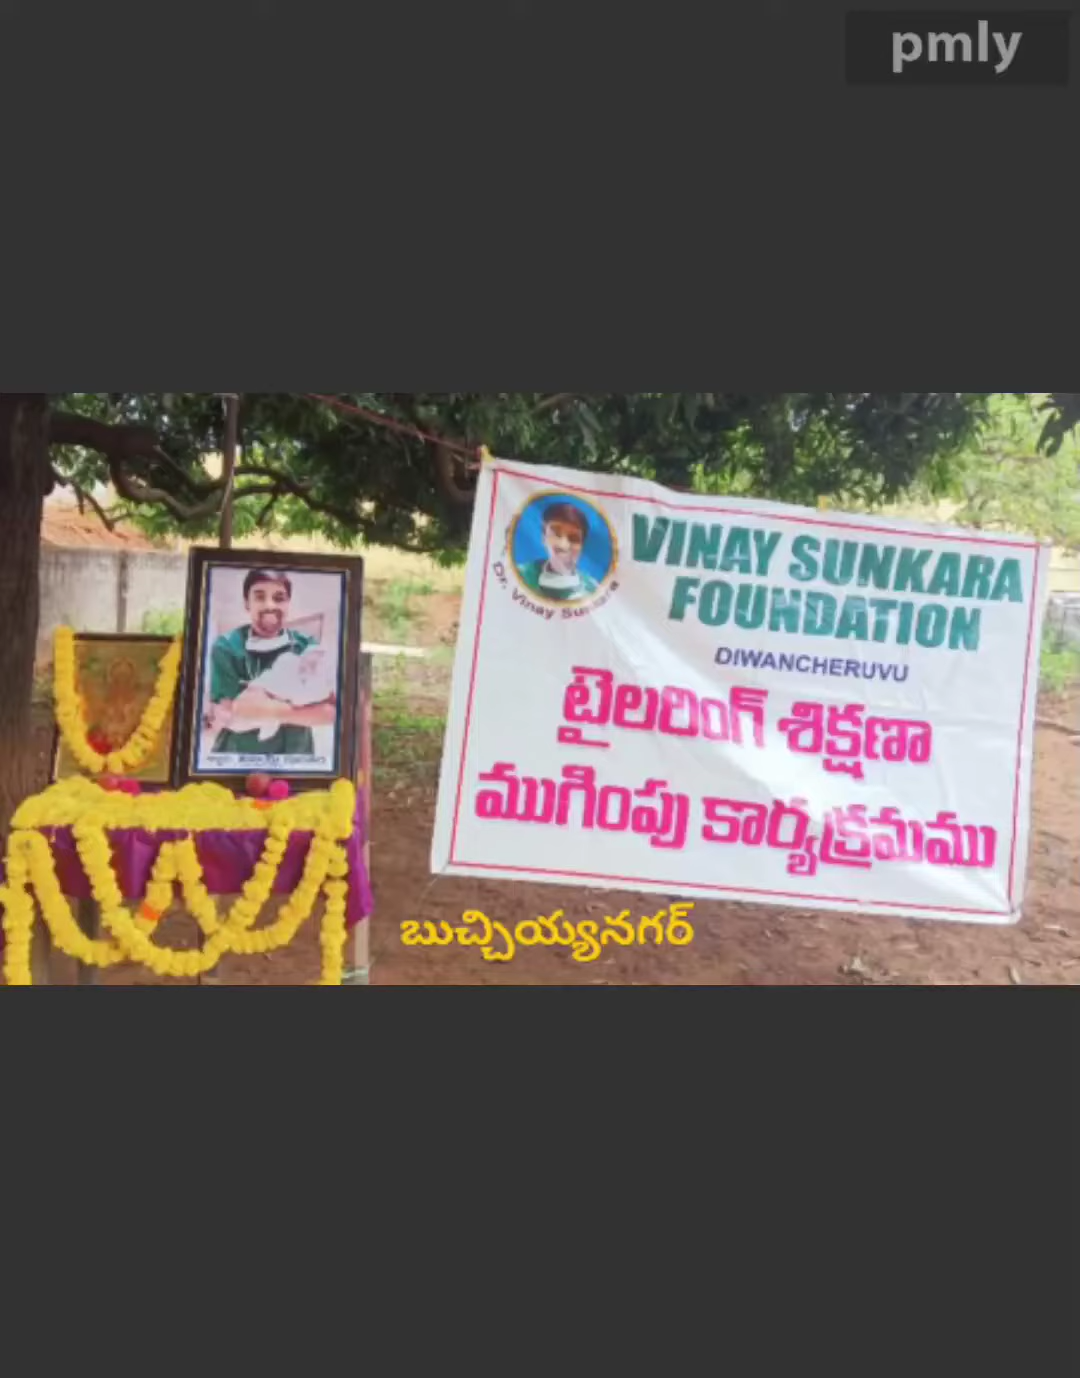 pmly
VINAY SUNKARA
FOUNDATION
Dr. Vinay Sunkara
DIWANCHERUVU
టైలరింగ్ శిక్షణా
ముగింపు కార్యక్రమము
బుచ్చియ్యనగర్